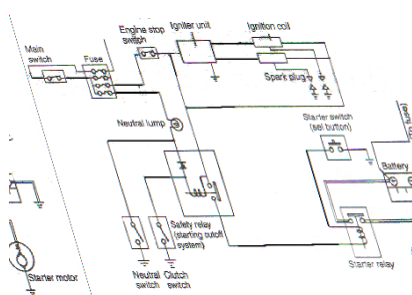 Engine stop
switch
Igniter unit
Ignition coil
Main
switch
Fuse
Spark plug
Neutral lump
Starter switch
(sel button)
Battery
Safety relay
(starting cutoff
system)
Starter motor
Neutral
switch
Clutch
switch
Starter relay